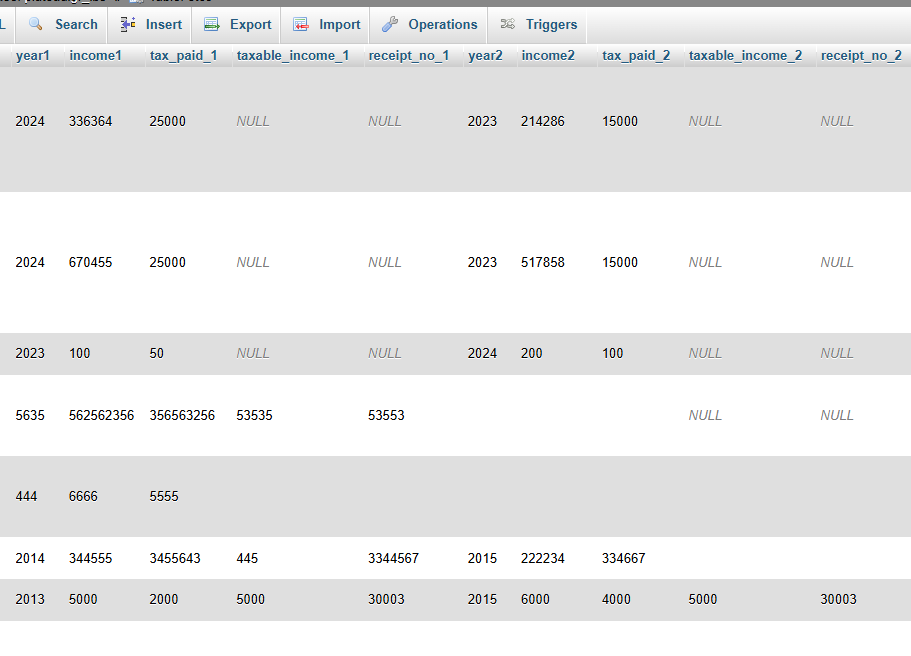 L Search Insert Export Import Operations Triggers
year1 income1 tax_paid_1 taxable_income_1 receipt_no_1 year2 income2 tax_paid_2 taxable_income_2 receipt_no_2
2024 336364 25000 NULL NULL 2023 214286 15000 NULL NULL
2024 670455 25000 NULL NULL 2023 517858 15000 NULL NULL
2023 100 50 NULL NULL 2024 200 100 NULL NULL
5635 562562356 356563256 53535 53553 NULL NULL
444 6666 5555
2014 344555 3455643 445 3344567 2015 222234 334667
2013 5000 2000 5000 30003 2015 6000 4000 5000 30003